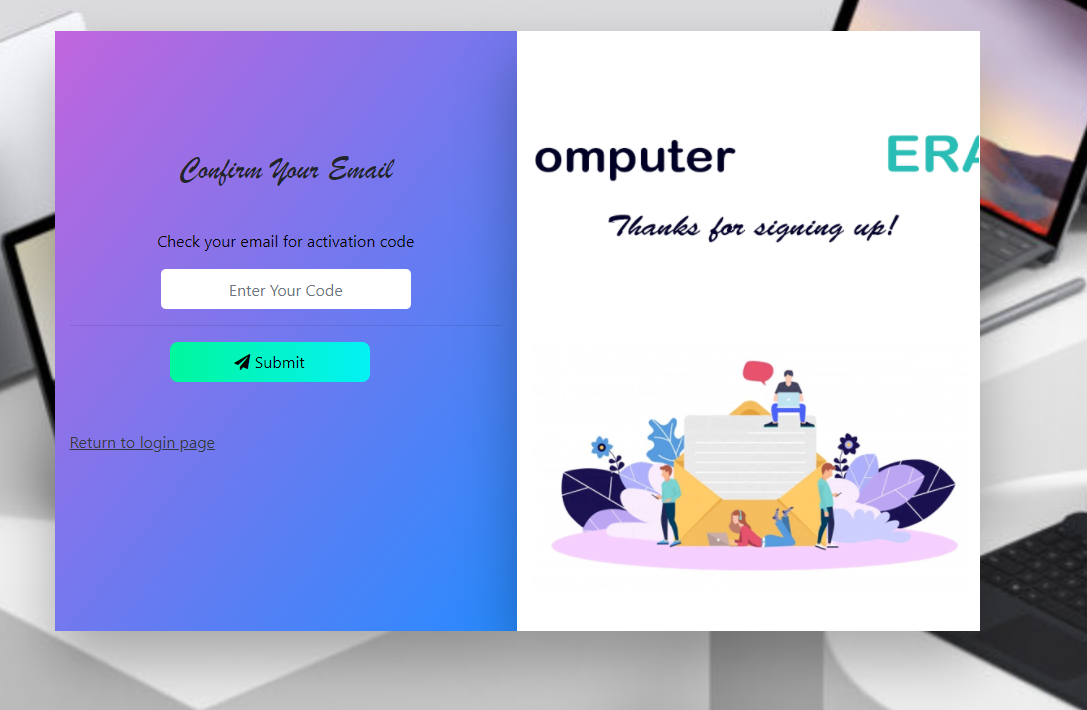 Confirm Your Email
Check your email for activation code
Enter Your Code
Submit
Return to login page
omputer ERA
Thanks for signing up!